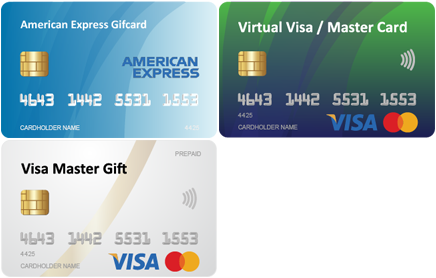 American Express Gifcard
AMERICAN
EXPRESS
4643 1442 5531 1553
4425
CARDHOLDER NAME
Virtual Visa / Master Card
4643 1442 5531 1553
4425
CARDHOLDER NAME
VISA
PREPAID
Visa Master Gift
4643 1442 5531 1553
4425
CARDHOLDER NAME
VISA